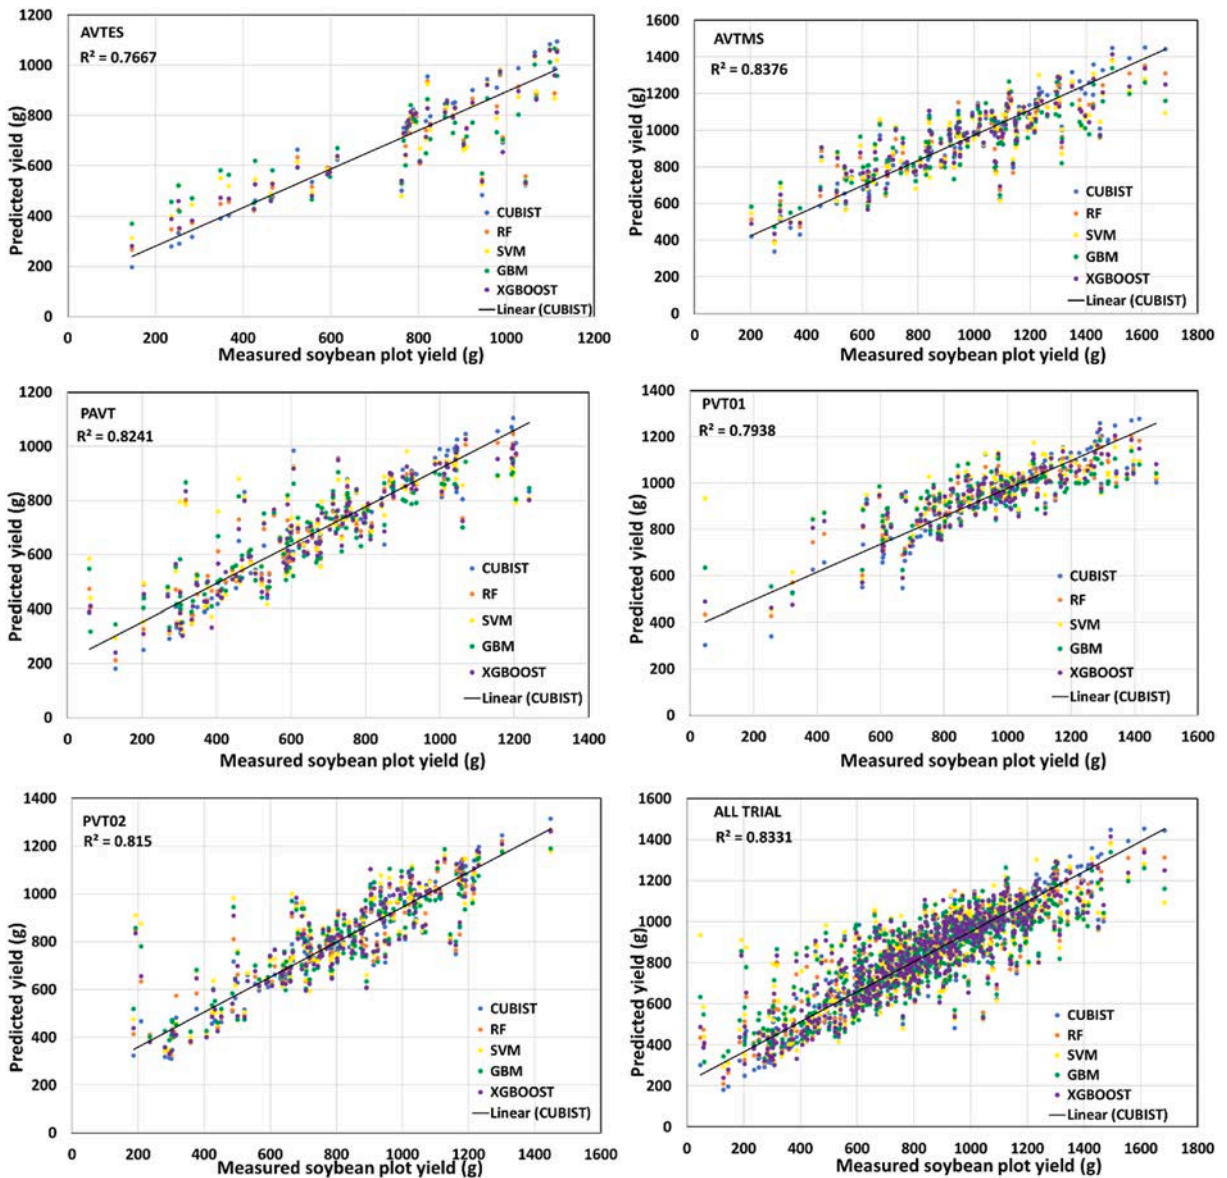 AVTES
R² = 0.7667
Predicted yield (g)
1200
1000
800
600
400
200
0
CUBIST
RF
SVM
GBM
XGBOOST
Linear (CUBIST)
0 200 400 600 800 1000 1200
Measured soybean plot yield (g)
AVTMS
R² = 0.8376
Predicted yield (g)
1600
1400
1200
1000
800
600
400
200
0
CUBIST
RF
SVM
GBM
XGBOOST
Linear (CUBIST)
0 200 400 600 800 1000 1200 1400 1600 1800
Measured soybean plot yield (g)
PAVT
R² = 0.8241
Predicted yield (g)
1200
1000
800
600
400
200
0
CUBIST
RF
SVM
GBM
XGBOOST
Linear (CUBIST)
0 200 400 600 800 1000 1200 1400
Measured soybean plot yield (g)
PVT01
R² = 0.7938
Predicted yield (g)
1400
1200
1000
800
600
400
200
0
CUBIST
RF
SVM
GBM
XGBOOST
Linear (CUBIST)
0 200 400 600 800 1000 1200 1400 1600
Measured soybean plot yield (g)
PVT02
R² = 0.815
Predicted yield (g)
1400
1200
1000
800
600
400
200
0
CUBIST
RF
SVM
GBM
XGBOOST
Linear (CUBIST)
0 200 400 600 800 1000 1200 1400 1600
Measured soybean plot yield (g)
ALL TRIAL
R² = 0.8331
Predicted yield (g)
1600
1400
1200
1000
800
600
400
200
0
CUBIST
RF
SVM
GBM
XGBOOST
Linear (CUBIST)
0 200 400 600 800 1000 1200 1400 1600 1800
Measured soybean plot yield (g)